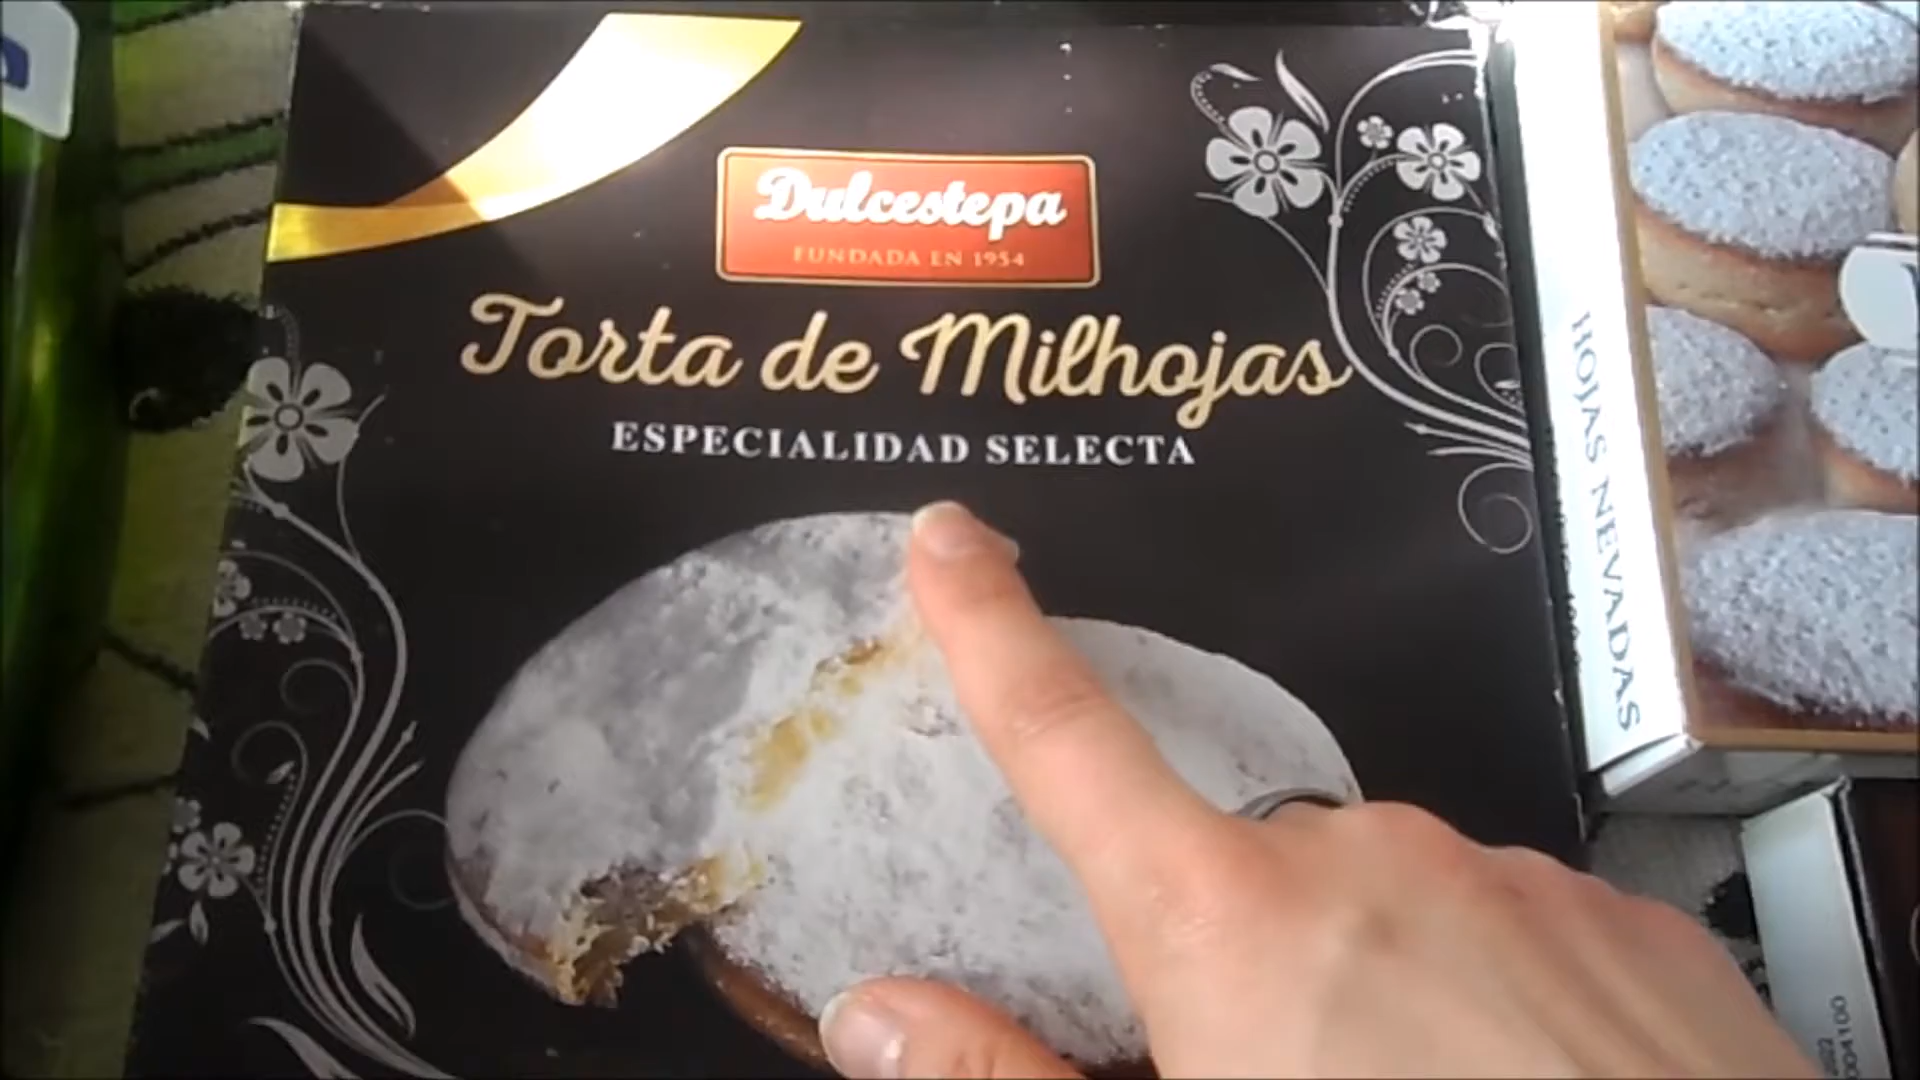 Dulcestepa
FUNDADA EN 1954
Torta de Milhojas
ESPECIALIDAD SELECTA
HOJAS NEVADAS